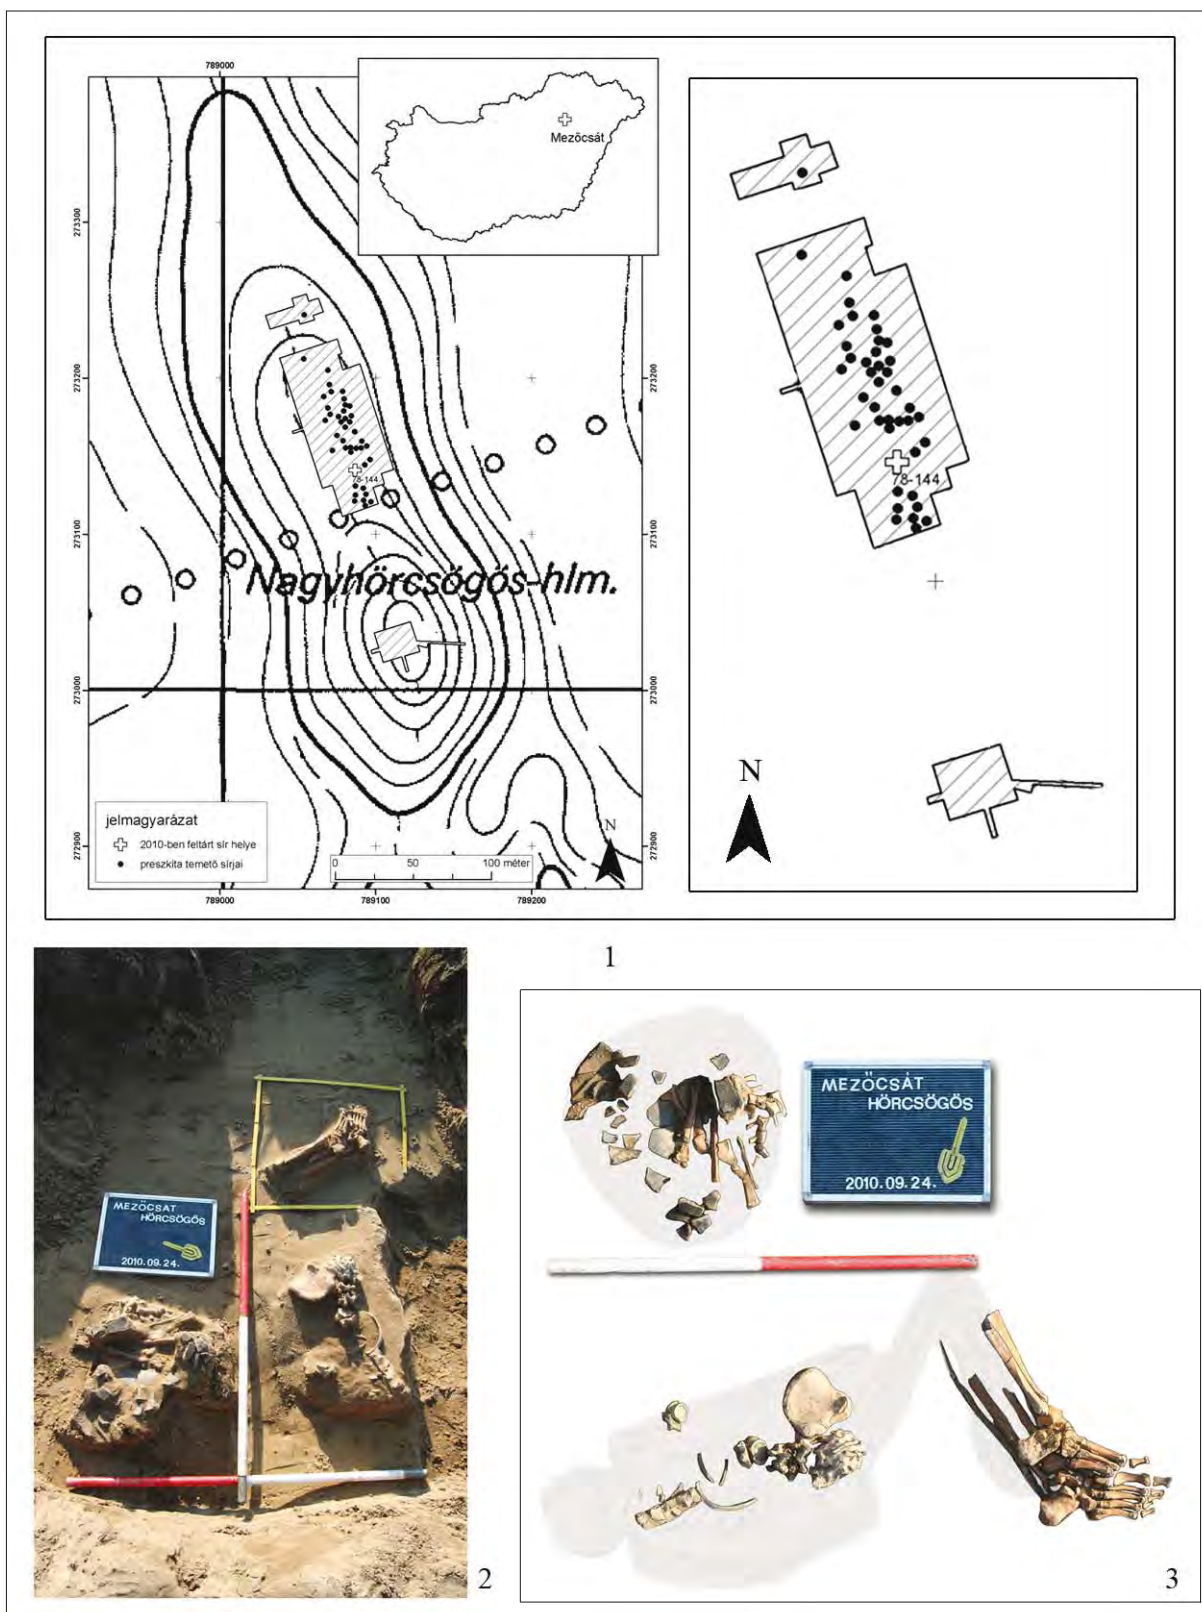 789000
Mezőcsát
273300
273300
273200
273200
78-144
78-144
273100
273100
Nagyhörcsögös-hlm.
273000
273000
N
jelmagyarázat
2010-ben feltárt sír helye
preszkíta temető sírjai
N
0 50 100 méter
272900
272900
789000
789100
789200
1
MEZŐCSÁT
HÖRCSÖGÖS
2010.09.24.
2
MEZŐCSÁT
HÖRCSÖGÖS
2010.09.24.
3